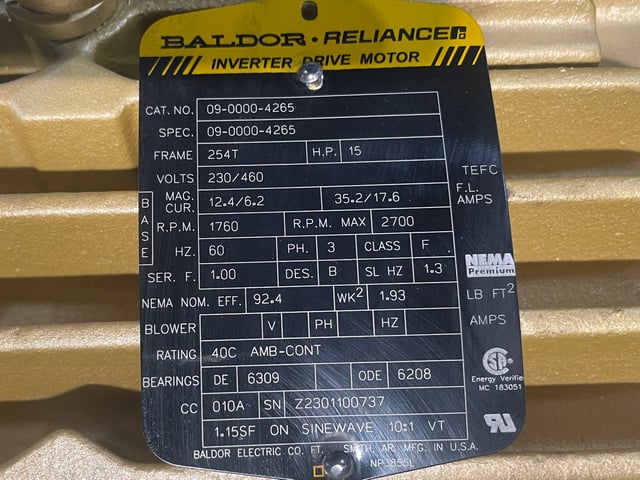 BALDOR • RELIANCE
INVERTER DRIVE MOTOR
CAT. NO. 09-0000-4265
SPEC. 09-0000-4265
FRAME 254T H.P. 15
TEFC
VOLTS 230/460
BASE
MAG. CUR. 12.4/6.2 35.2/17.6 F.L. AMPS
R.P.M. 1760 R.P.M. MAX 2700
HZ. 60 PH. 3 CLASS F
SER. F. 1.00 DES. B SL HZ 1.3
NEMA Premium
NEMA NOM. EFF. 92.4 WK2 1.93 LB FT2
BLOWER V PH HZ AMPS
RATING 40C AMB-CONT
BEARINGS DE 6309 ODE 6208
Energy Verified
MC 183051
CC 010A SN Z2301100737
1.15SF ON SINEWAVE 10:1 VT
BALDOR ELECTRIC CO. FT. SMITH, AR. MFG. IN U.S.A.
NP3855L